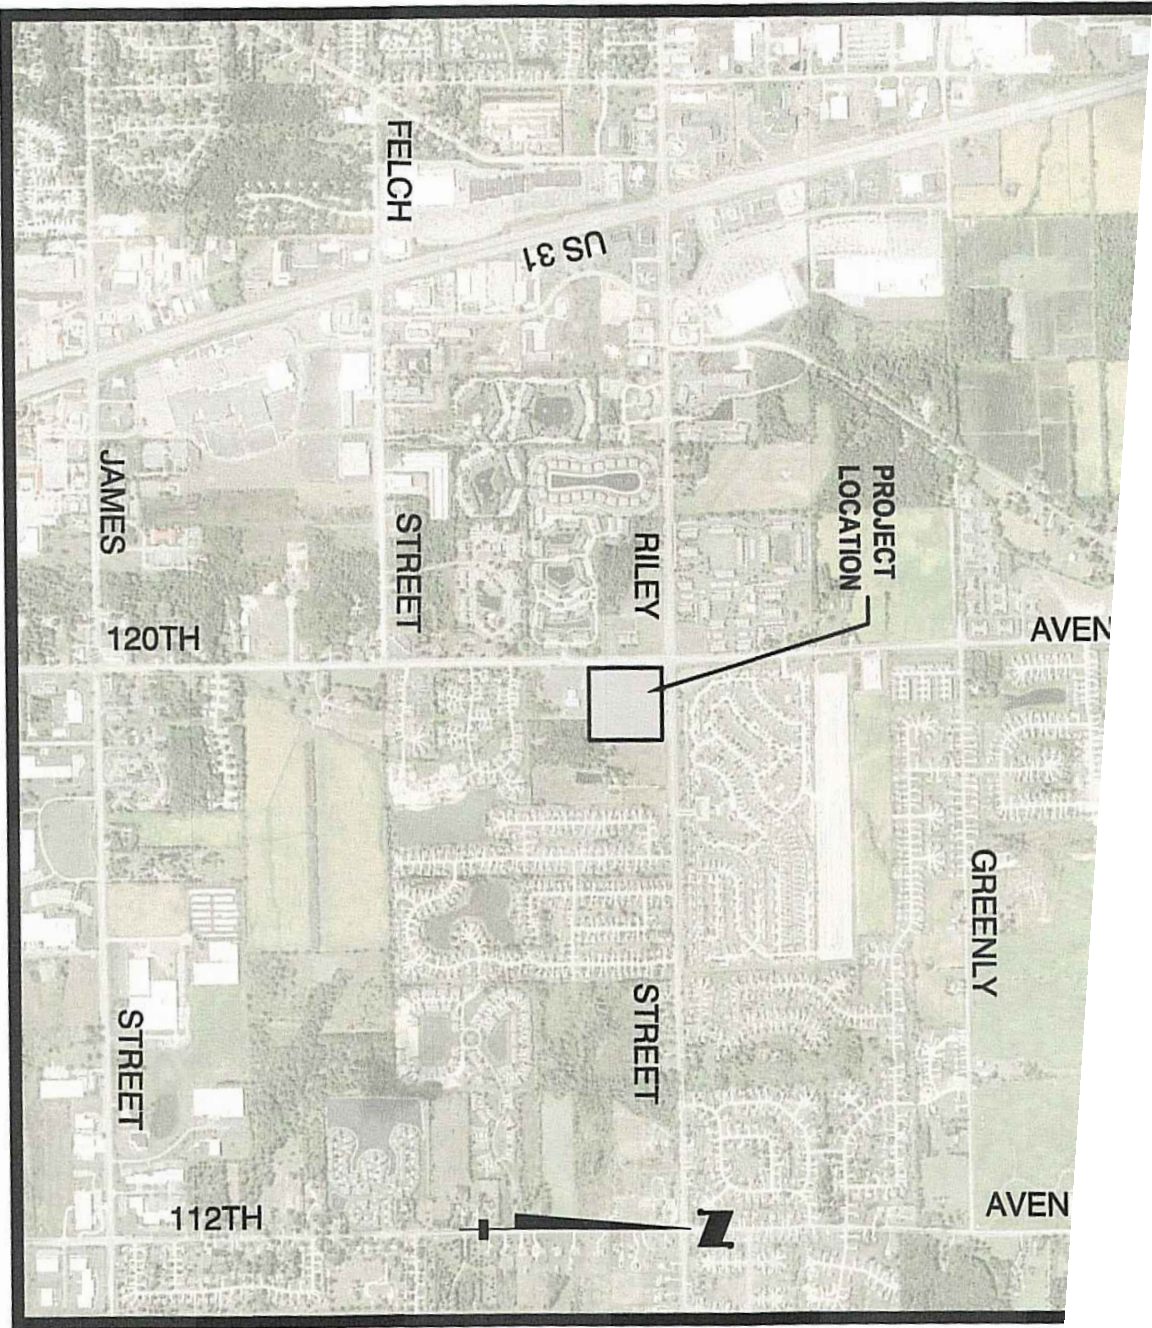 AVEN
AVEN
GREENLY
PROJECT
LOCATION
N
RILEY STREET
US 31
FELCH STREET
120TH
112TH
JAMES STREET